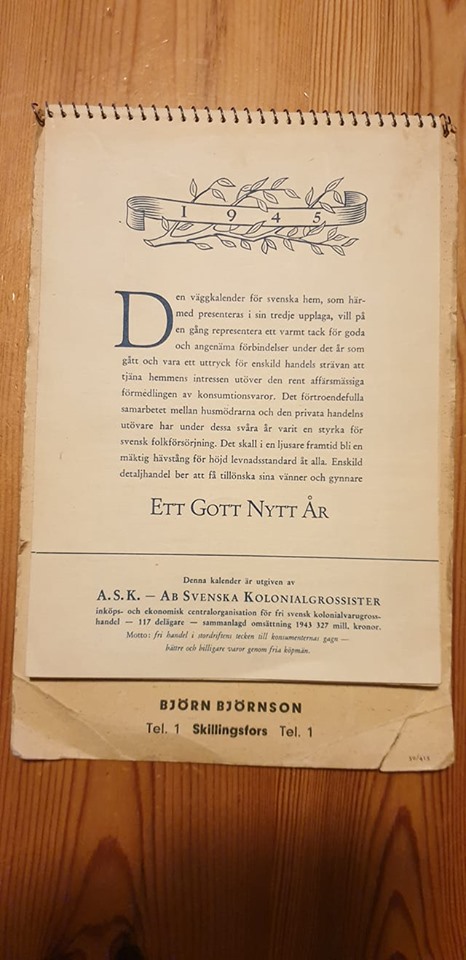 1945
Den väggkalender för svenska hem, som här-
med presenteras i sin tredje upplaga, vill på
en gång representera ett varmt tack för goda
och angenäma förbindelser under det år som
gått och vara ett uttryck för enskild handels strävan att
tjäna hemmens intressen utöver den rent affärsmässiga
förmedlingen av konsumtionsvaror. Det förtroendefulla
samarbetet mellan husmödrarna och den privata handelns
utövare har under dessa svåra år varit en styrka för
svensk folkförsörjning. Det skall i en ljusare framtid bli en
mäktig hävstång för höjd levnadsstandard åt alla. Enskild
detaljhandel ber att få tillönska sina vänner och gynnare
ETT GOTT NYTT ÅR
Denna kalender är utgiven av
A.S.K. — AB SVENSKA KOLONIALGROSSISTER
inköps- och ekonomisk centralorganisation för fri svensk kolonialvarugross-
handel — 117 delägare — sammanlagd omsättning 1943 327 mill. kronor.
Motto: fri handel i stordriftens tecken till konsumenternas gagn —
bättre och billigare varor genom fria köpmän.
BJÖRN BJÖRNSON
Tel. 1 Skillingsfors Tel. 1